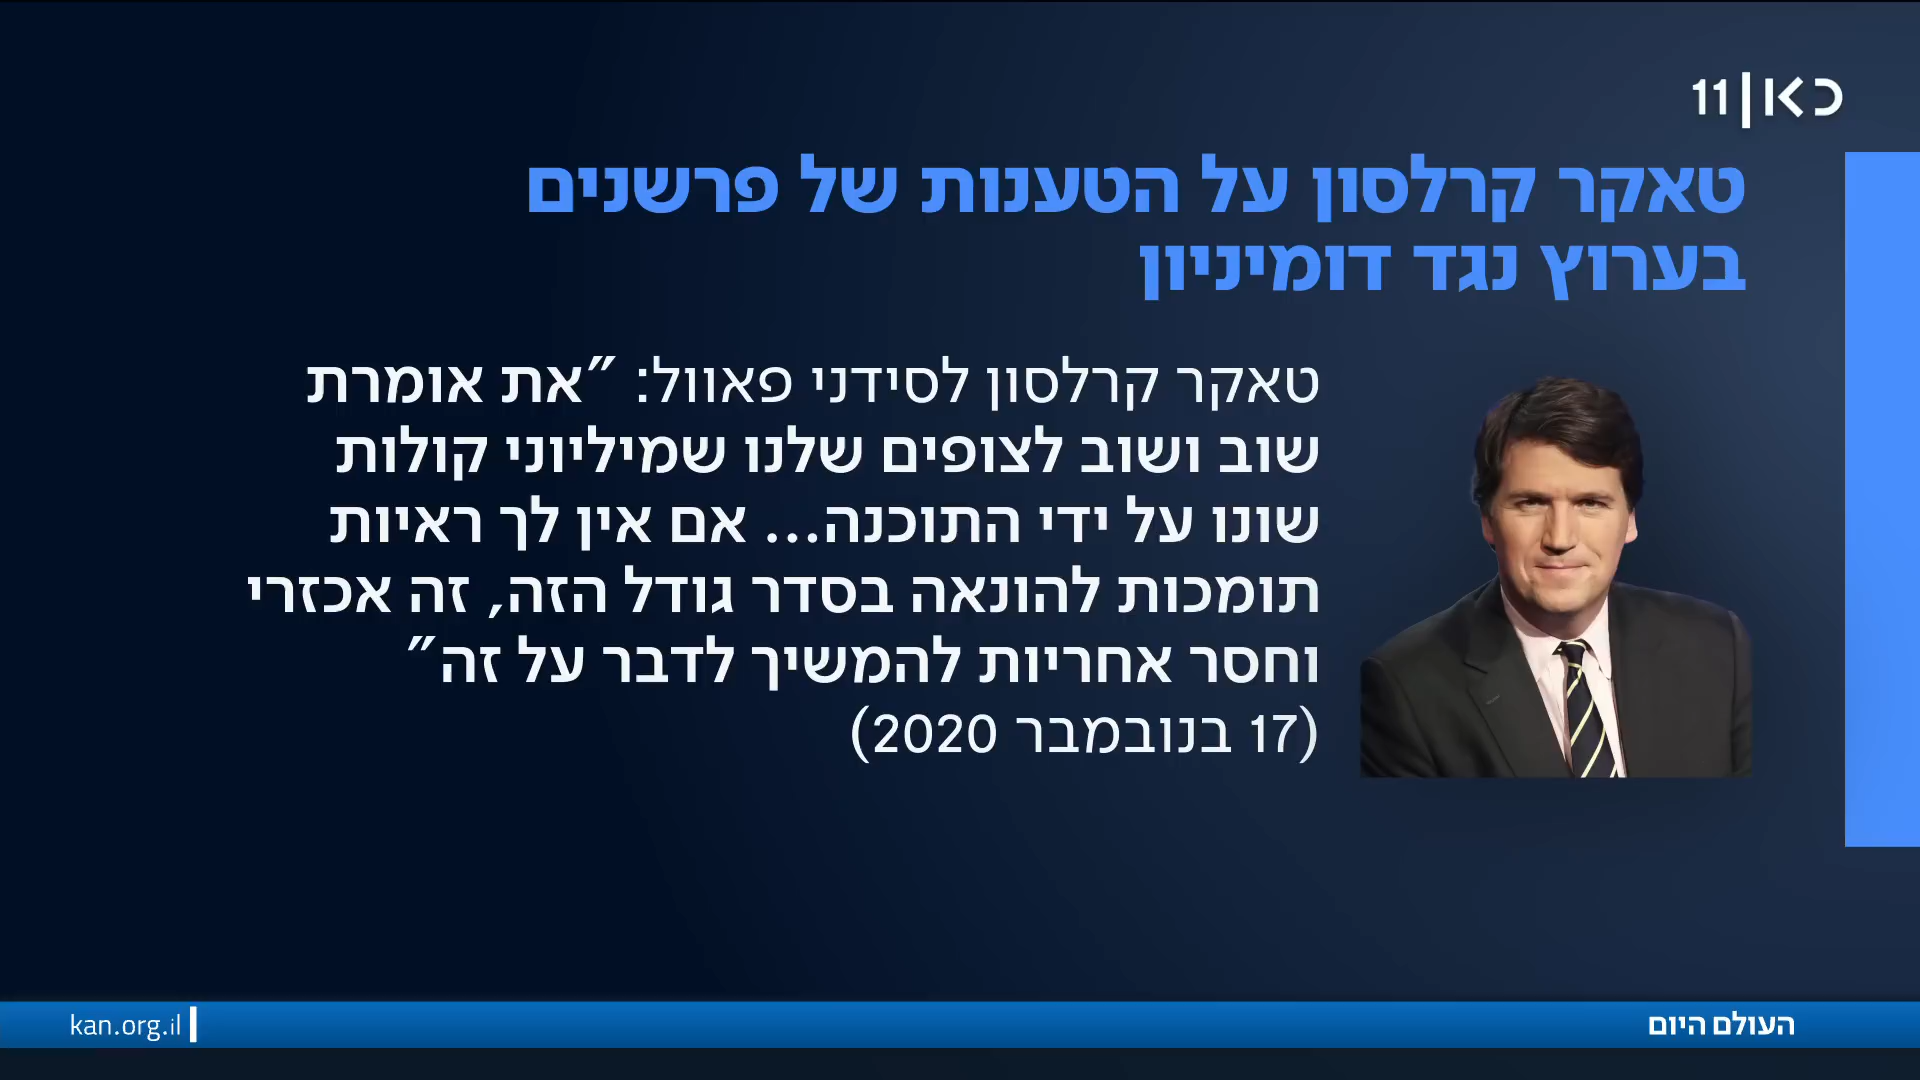 כאן | 11
טאקר קרלסון על הטענות של פרשנים
בערוץ נגד דומיניון
טאקר קרלסון לסידני פאוול: "את אומרת
שוב ושוב לצופים שלנו שמיליוני קולות
שונו על ידי התוכנה... אם אין לך ראיות
תומכות להונאה בסדר גודל הזה, זה אכזרי
וחסר אחריות להמשיך לדבר על זה"
(17 בנובמבר 2020)
העולם היום
kan.org.il